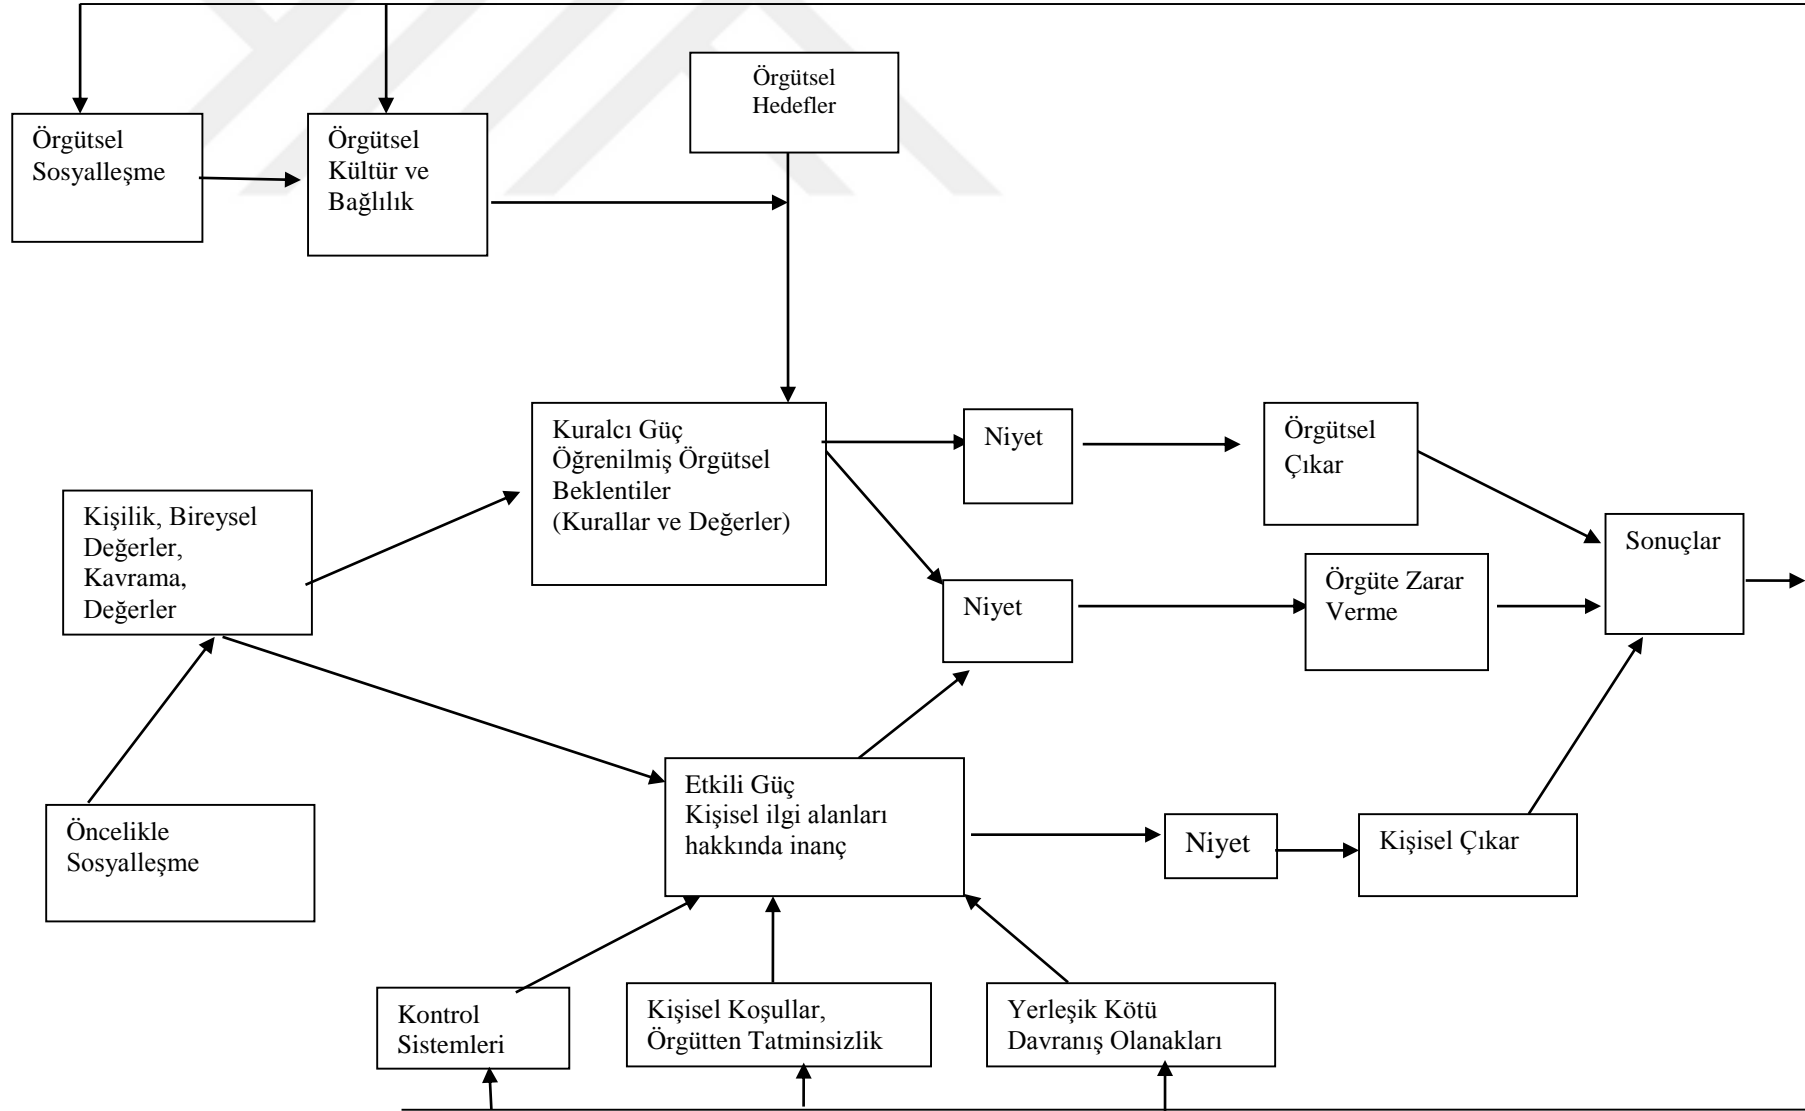 Örgütsel
Hedefler
Örgütsel
Sosyalleşme
Örgütsel
Kültür ve
Bağlılık
Kuralcı Güç
Öğrenilmiş Örgütsel
Beklentiler
(Kurallar ve Değerler)
Niyet
Örgütsel
Çıkar
Kişilik, Bireysel
Değerler,
Kavrama,
Değerler
Sonuçlar
Niyet
Örgüte Zarar
Verme
Etkili Güç
Kişisel ilgi alanları
hakkında inanç
Öncelikle
Sosyalleşme
Niyet
Kişisel Çıkar
Kontrol
Sistemleri
Kişisel Koşullar,
Örgütten Tatminsizlik
Yerleşik Kötü
Davranış Olanakları